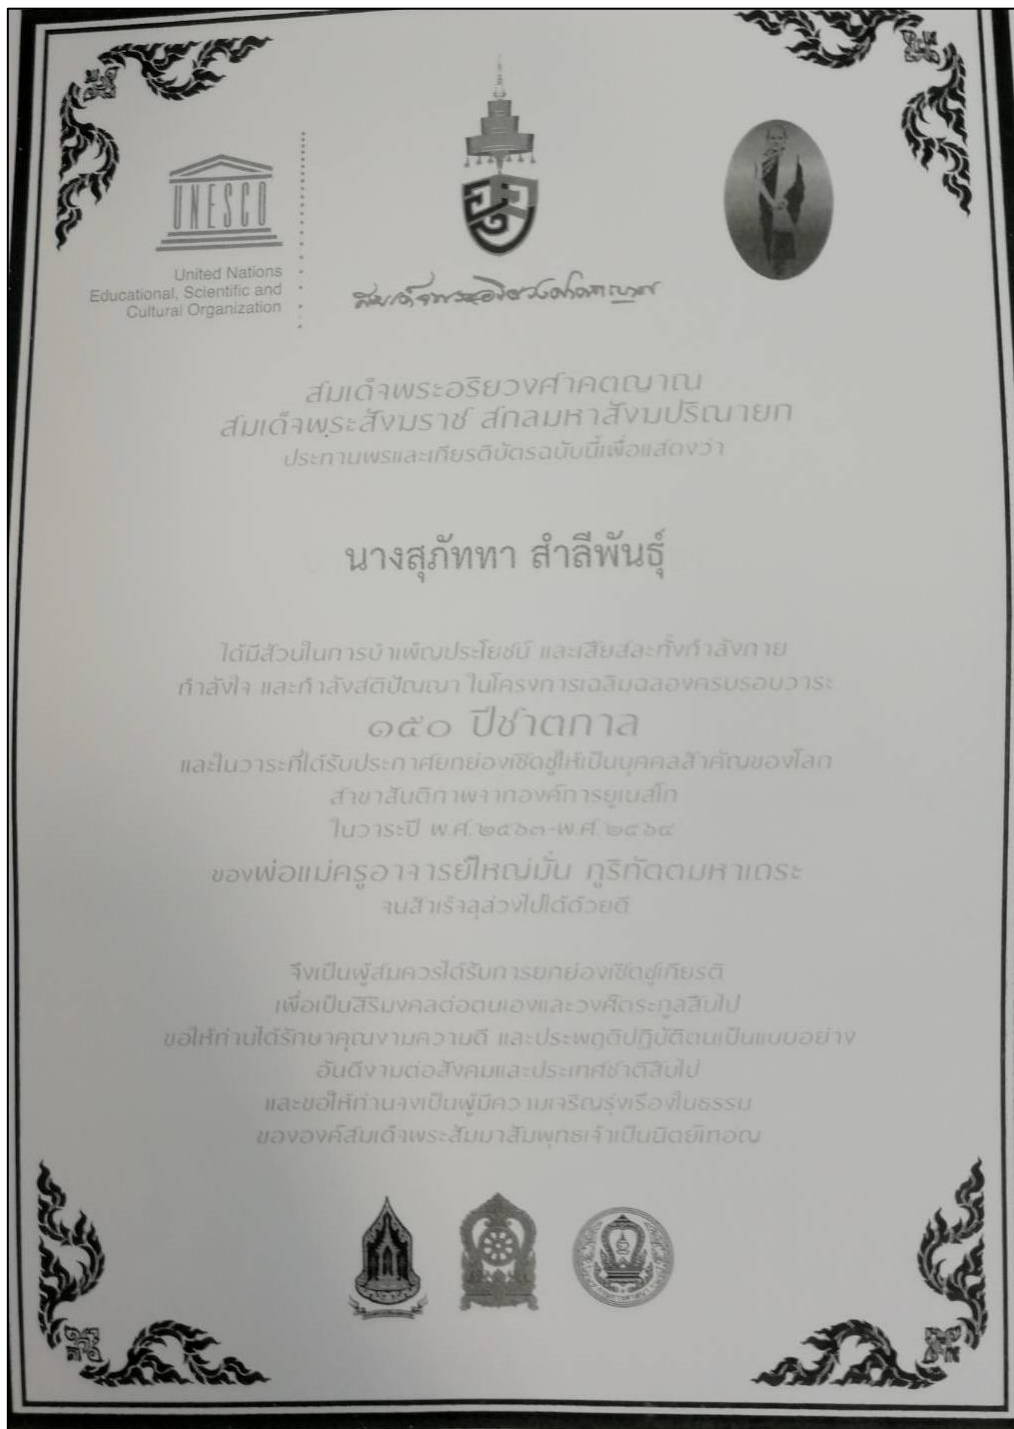 UNESCO
United Nations
Educational, Scientific and
Cultural Organization
สมเด็จพระอริยวงศาคตญาณ
สมเด็จพระอริยวงศาคตญาณ
สมเด็จพระสังฆราช สกลมหาสังฆปริณายก
ประทานพรและเกียรติบัตรฉบับนี้เพื่อแสดงว่า
นางสุภัททา สำลีพันธุ์
ได้มีส่วนในการบำเพ็ญประโยชน์ และเสียสละทั้งกำลังกาย
กำลังใจ และกำลังสติปัญญา ในโครงการเฉลิมฉลองครบรอบวาระ
๑๕๐ ปีชาตกาล
และในวาระที่ได้รับประกาศยกย่องเชิดชูให้เป็นบุคคลสำคัญของโลก
สาขาสันติภาพจากองค์การยูเนสโก
ในวาระปี พ.ศ.๒๕๖๓-พ.ศ.๒๕๖๔
ของพ่อแม่ครูอาจารย์ใหญ่มั่น ภูริทัตตมหาเถระ
จนสำเร็จลุล่วงไปได้ด้วยดี
จึงเป็นผู้สมควรได้รับการยกย่องเชิดชูเกียรติ
เพื่อเป็นสิริมงคลต่อตนเองและวงศ์ตระกูลสืบไป
ขอให้ท่านได้รักษาคุณงามความดี และประพฤติปฏิบัติตนเป็นแบบอย่าง
อันดีงามต่อสังคมและประเทศชาติสืบไป
และขอให้ท่านจงเป็นผู้มีความเจริญรุ่งเรืองในธรรม
ขององค์สมเด็จพระสัมมาสัมพุทธเจ้าเป็นนิตย์เทอญ